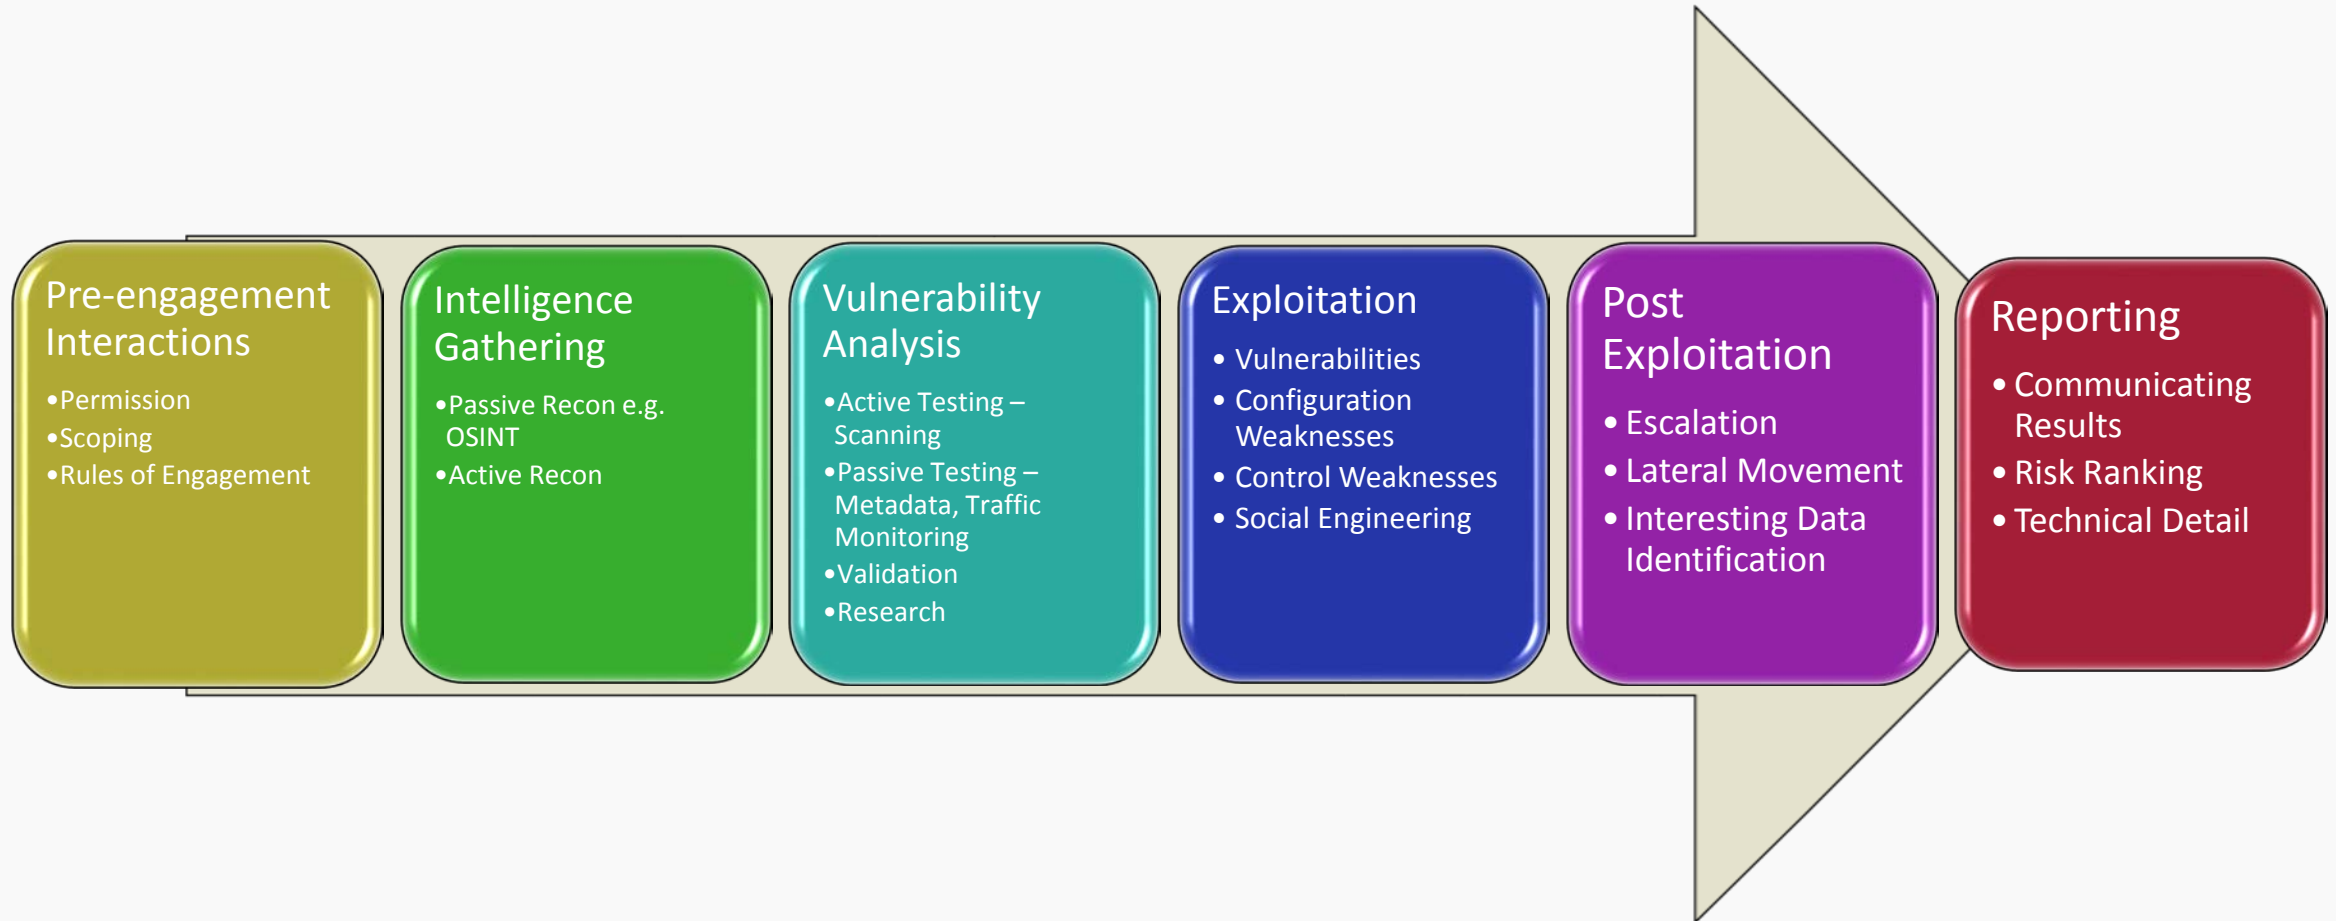 Pre-engagement
Interactions
•Permission
•Scoping
•Rules of Engagement
Intelligence
Gathering
•Passive Recon e.g.
OSINT
•Active Recon
Vulnerability
Analysis
•Active Testing –
Scanning
•Passive Testing –
Metadata, Traffic
Monitoring
•Validation
•Research
Exploitation
• Vulnerabilities
• Configuration
Weaknesses
• Control Weaknesses
• Social Engineering
Post
Exploitation
• Escalation
• Lateral Movement
• Interesting Data
Identification
Reporting
• Communicating
Results
• Risk Ranking
• Technical Detail